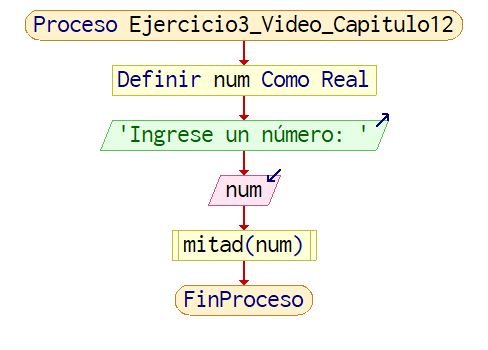 Proceso Ejercicio3_Video_Capitulo12
Definir num Como Real
'Ingrese un número: '
num
mitad(num)
FinProceso